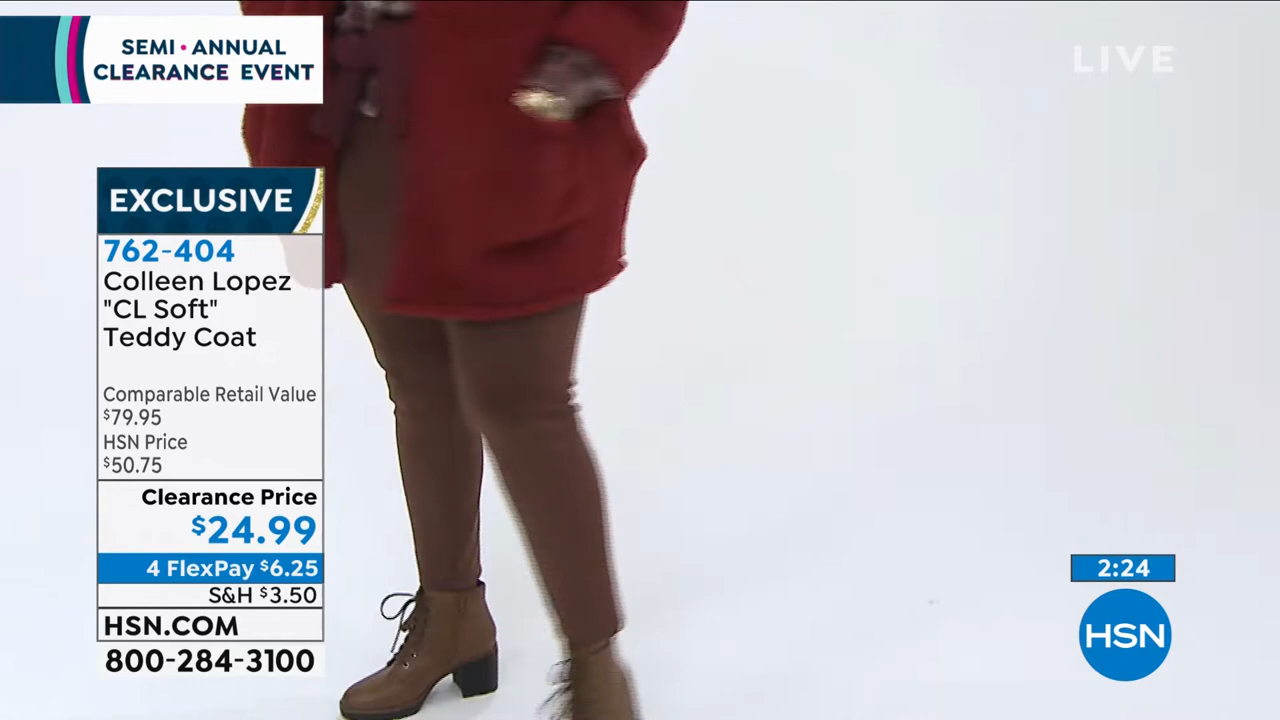 SEMI • ANNUAL
CLEARANCE EVENT
LIVE
EXCLUSIVE
762-404
Colleen Lopez
"CL Soft"
Teddy Coat
Comparable Retail Value
$79.95
HSN Price
$50.75
Clearance Price
$24.99
4 FlexPay $6.25
S&H $3.50
HSN.COM
800-284-3100
2:24
HSN